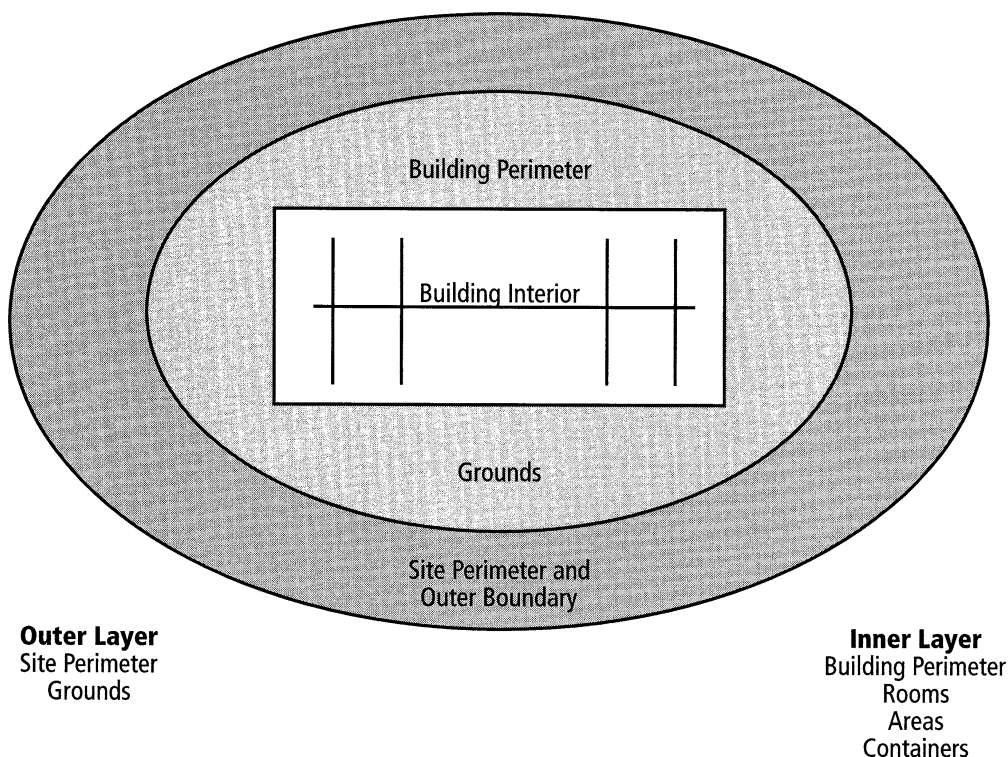 Building Perimeter
Building Interior
Grounds
Site Perimeter and
Outer Boundary
Outer Layer
Site Perimeter
Grounds
Inner Layer
Building Perimeter
Rooms
Areas
Containers